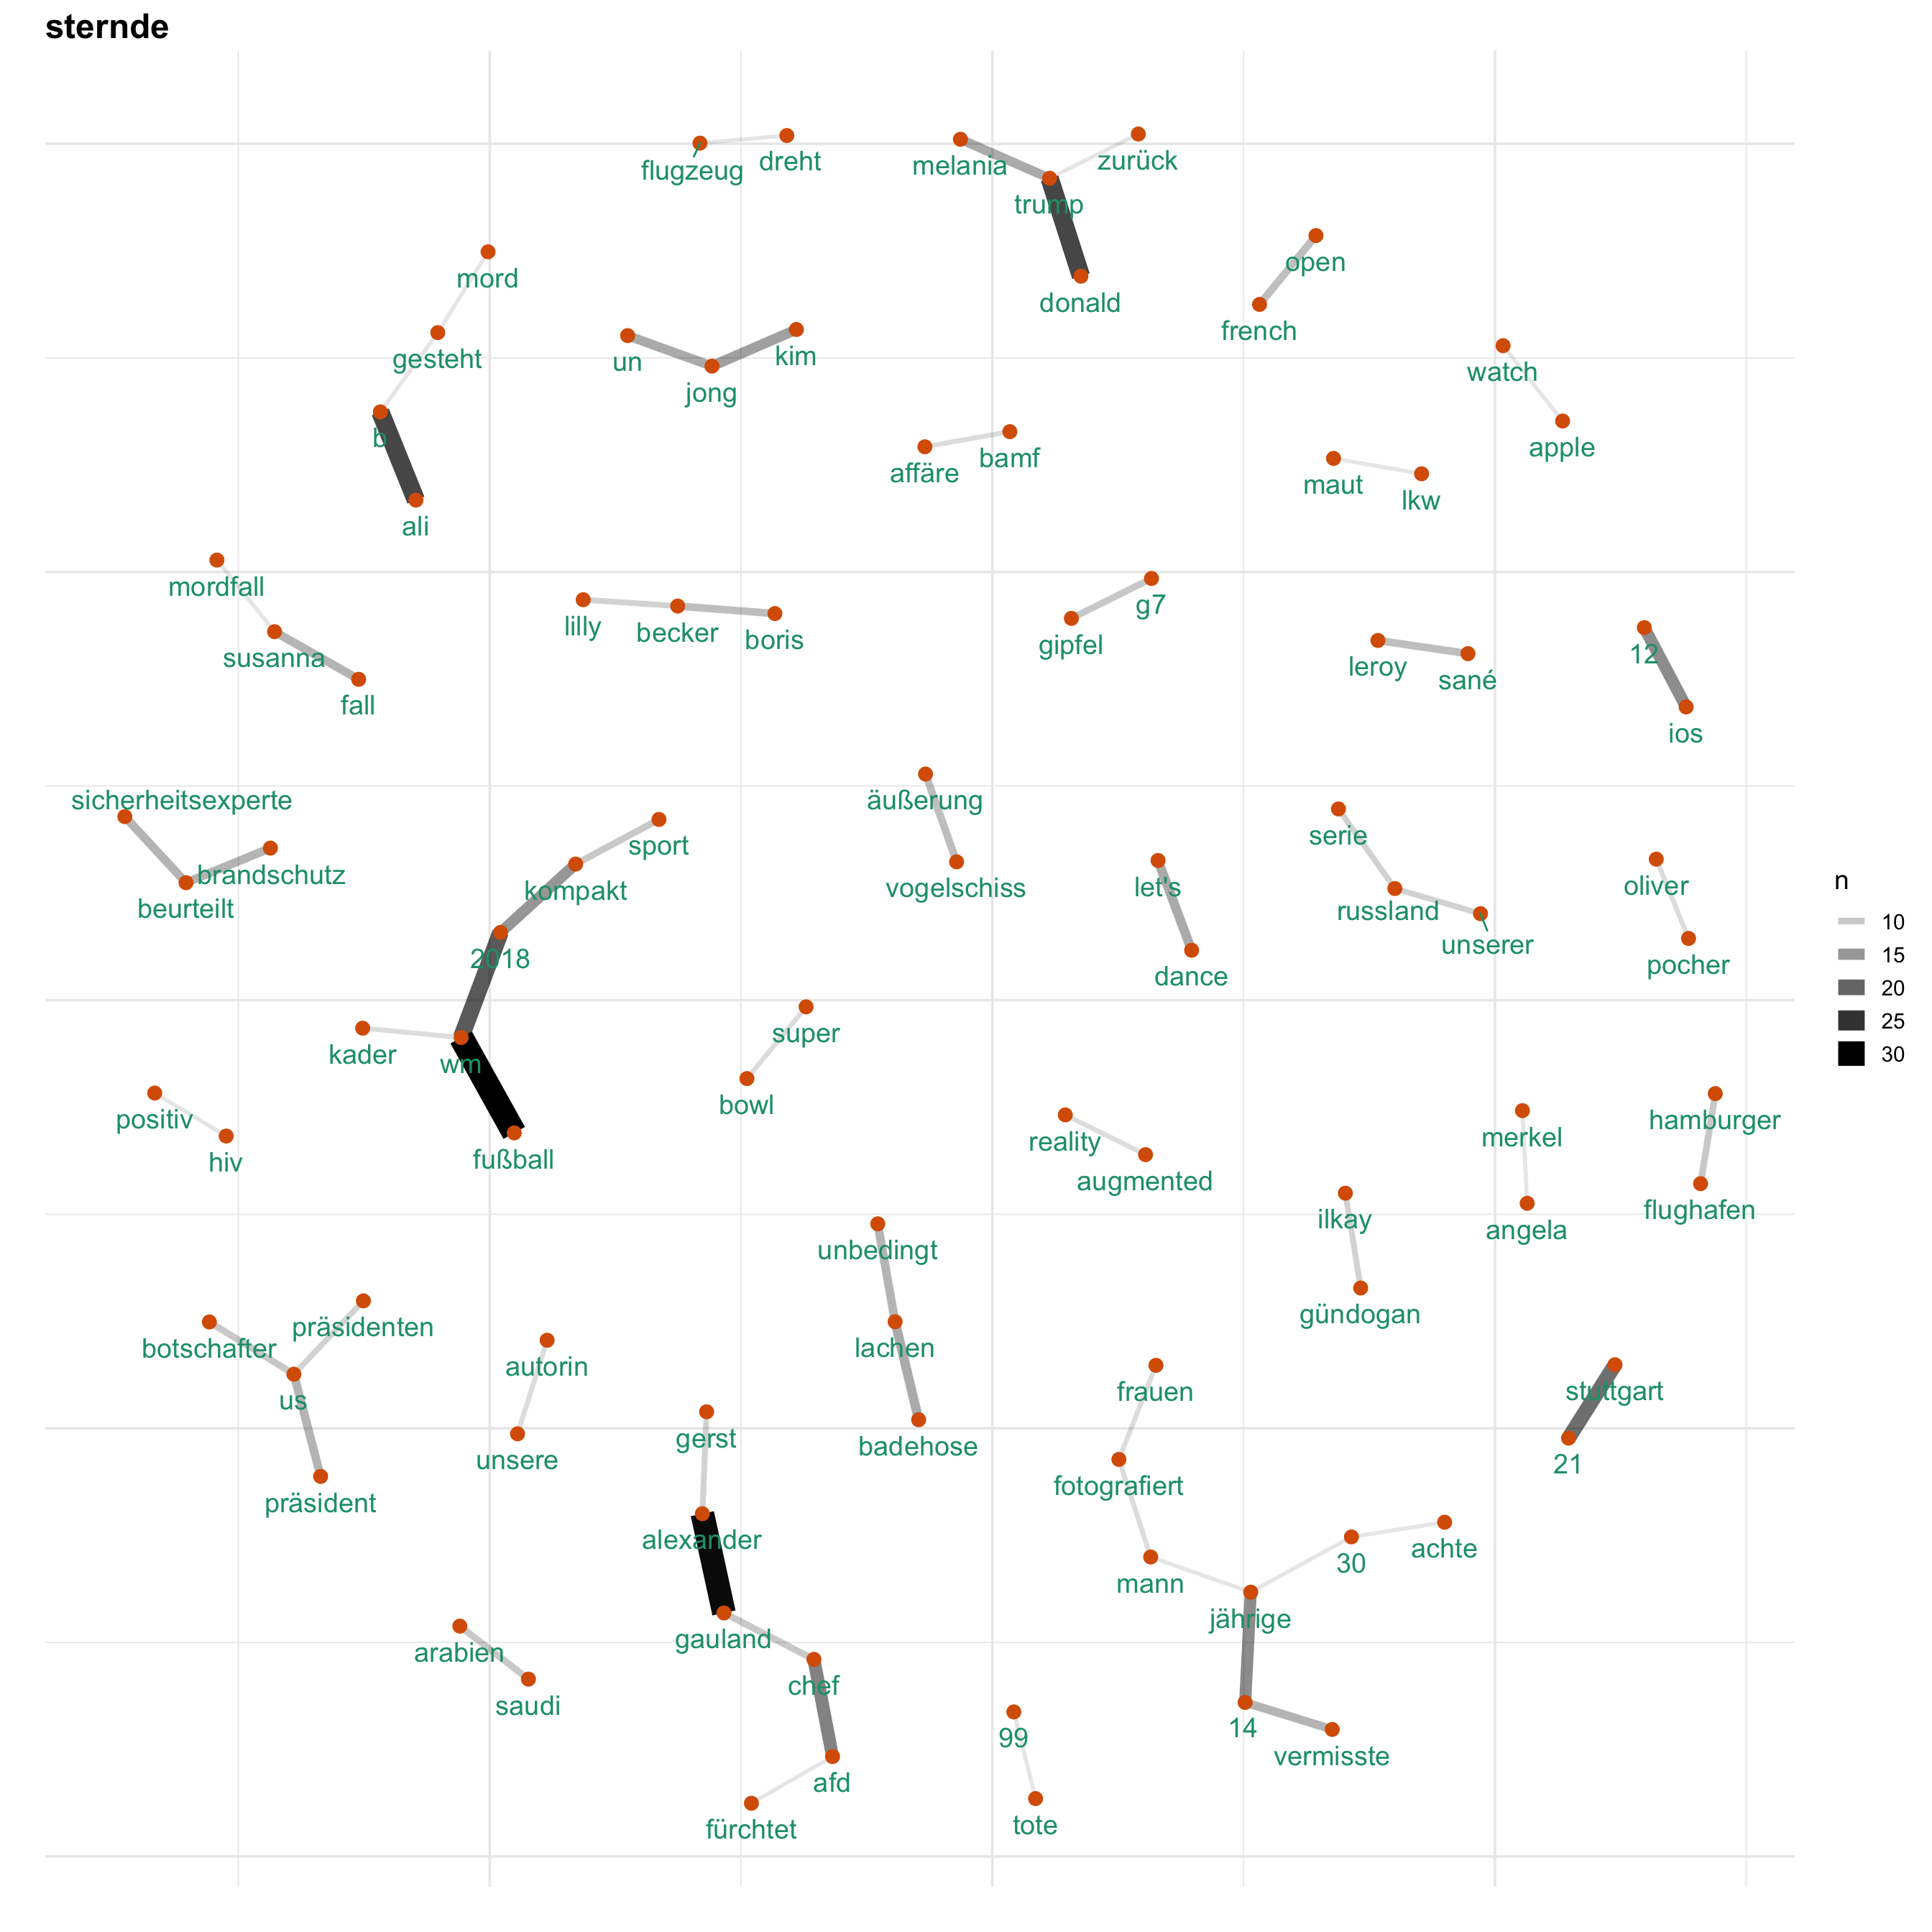 sternde
flugzeug
dreht
melania
zurück
trump
donald
mord
gesteht
b
ali
un
jong
kim
open
french
watch
apple
affäre
bamf
maut
lkw
mordfall
susanna
fall
lilly
becker
boris
g7
gipfel
leroy
sané
12
ios
sicherheitsexperte
brandschutz
beurteilt
sport
kompakt
2018
kader
wm
fußball
äußerung
vogelschiss
let's
dance
serie
russland
unserer
oliver
pocher
n
10
15
20
25
30
super
bowl
positiv
hiv
reality
augmented
merkel
angela
hamburger
flughafen
ilkay
gündogan
unbedingt
lachen
badehose
botschafter
präsidenten
us
präsident
autorin
unsere
gerst
alexander
gauland
chef
afd
fürchtet
frauen
fotografiert
mann
jährige
30
achte
14
vermisste
stuttgart
21
arabien
saudi
99
tote